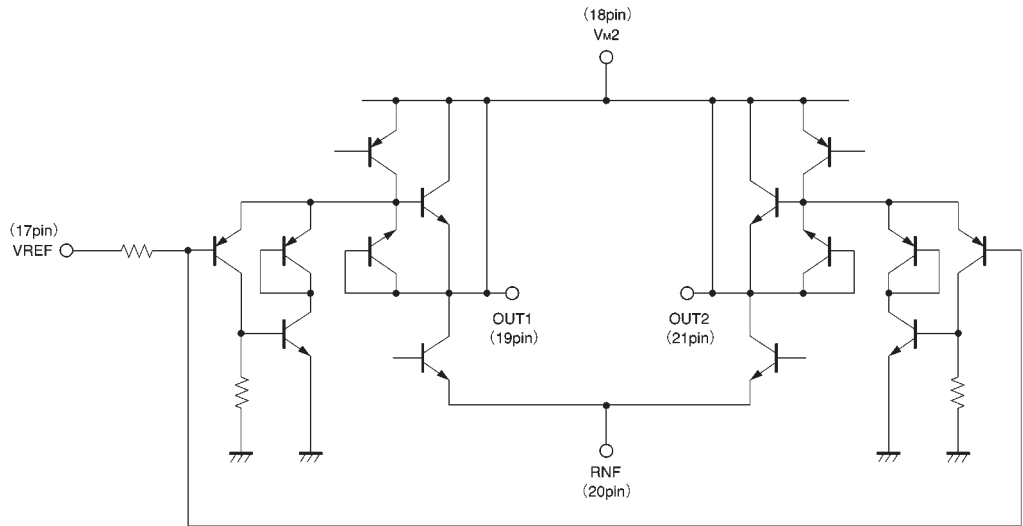 (18pin)
VM2
(17pin)
VREF
OUT1
(19pin)
OUT2
(21pin)
RNF
(20pin)